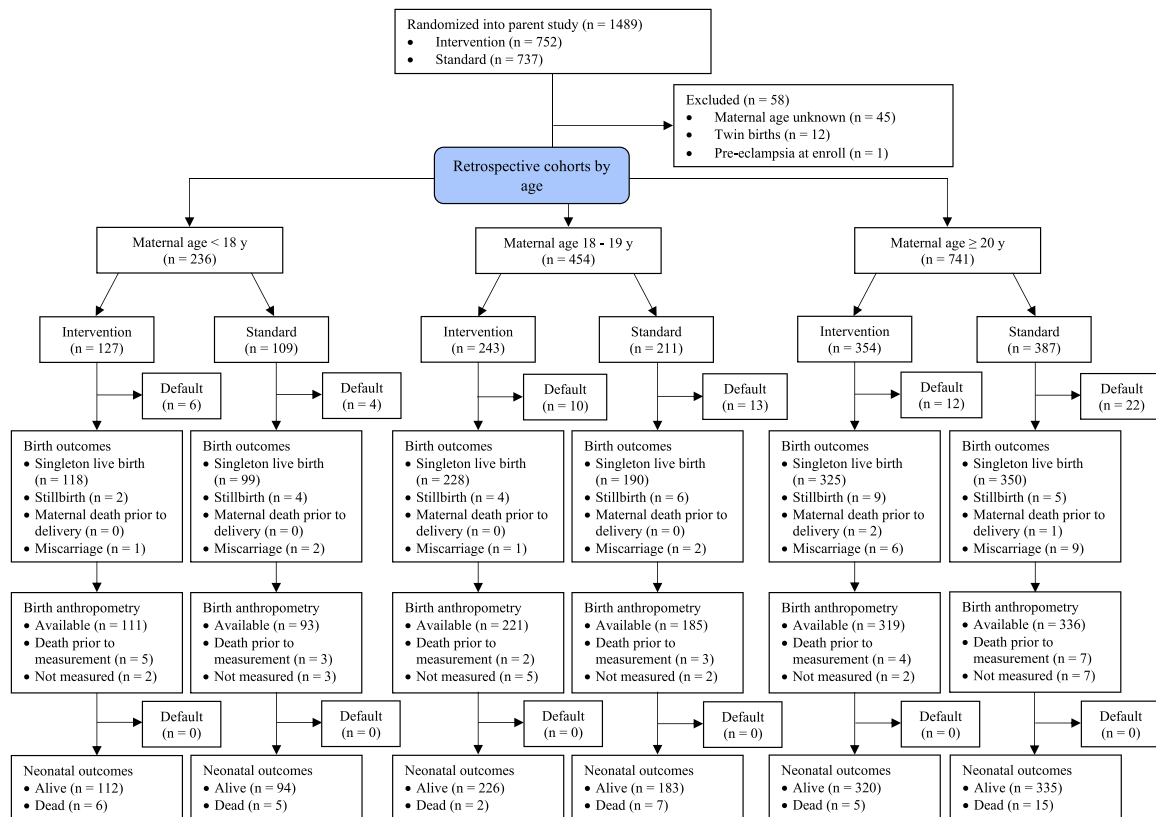 Randomized into parent study (n = 1489)
• Intervention (n = 752)
• Standard (n = 737)
Excluded (n = 58)
• Maternal age unknown (n = 45)
• Twin births (n = 12)
• Pre-eclampsia at enroll (n = 1)
Retrospective cohorts by
age
Maternal age < 18 y
(n = 236)
Maternal age 18 - 19 y
(n = 454)
Maternal age ≥ 20 y
(n = 741)
Intervention
(n = 127)
Standard
(n = 109)
Intervention
(n = 243)
Standard
(n = 211)
Intervention
(n = 354)
Standard
(n = 387)
Default
(n = 6)
Default
(n = 4)
Default
(n = 10)
Default
(n = 13)
Default
(n = 12)
Default
(n = 22)
Birth outcomes
• Singleton live birth
(n = 118)
• Stillbirth (n = 2)
• Maternal death prior to
delivery (n = 0)
• Miscarriage (n = 1)
Birth outcomes
• Singleton live birth
(n = 99)
• Stillbirth (n = 4)
• Maternal death prior to
delivery (n = 0)
• Miscarriage (n = 2)
Birth outcomes
• Singleton live birth
(n = 228)
• Stillbirth (n = 4)
• Maternal death prior to
delivery (n = 0)
• Miscarriage (n = 1)
Birth outcomes
• Singleton live birth
(n = 190)
• Stillbirth (n = 6)
• Maternal death prior to
delivery (n = 0)
• Miscarriage (n = 2)
Birth outcomes
• Singleton live birth
(n = 325)
• Stillbirth (n = 9)
• Maternal death prior to
delivery (n = 2)
• Miscarriage (n = 6)
Birth outcomes
• Singleton live birth
(n = 350)
• Stillbirth (n = 5)
• Maternal death prior to
delivery (n = 1)
• Miscarriage (n = 9)
Birth anthropometry
• Available (n = 111)
• Death prior to
measurement (n = 5)
• Not measured (n = 2)
Birth anthropometry
• Available (n = 93)
• Death prior to
measurement (n = 3)
• Not measured (n = 3)
Birth anthropometry
• Available (n = 221)
• Death prior to
measurement (n = 2)
• Not measured (n = 5)
Birth anthropometry
• Available (n = 185)
• Death prior to
measurement (n = 3)
• Not measured (n = 2)
Birth anthropometry
• Available (n = 319)
• Death prior to
measurement (n = 4)
• Not measured (n = 2)
Birth anthropometry
• Available (n = 336)
• Death prior to
measurement (n = 7)
• Not measured (n = 7)
Default
(n = 0)
Default
(n = 0)
Default
(n = 0)
Default
(n = 0)
Default
(n = 0)
Default
(n = 0)
Neonatal outcomes
• Alive (n = 112)
• Dead (n = 6)
Neonatal outcomes
• Alive (n = 94)
• Dead (n = 5)
Neonatal outcomes
• Alive (n = 226)
• Dead (n = 2)
Neonatal outcomes
• Alive (n = 183)
• Dead (n = 7)
Neonatal outcomes
• Alive (n = 320)
• Dead (n = 5)
Neonatal outcomes
• Alive (n = 335)
• Dead (n = 15)